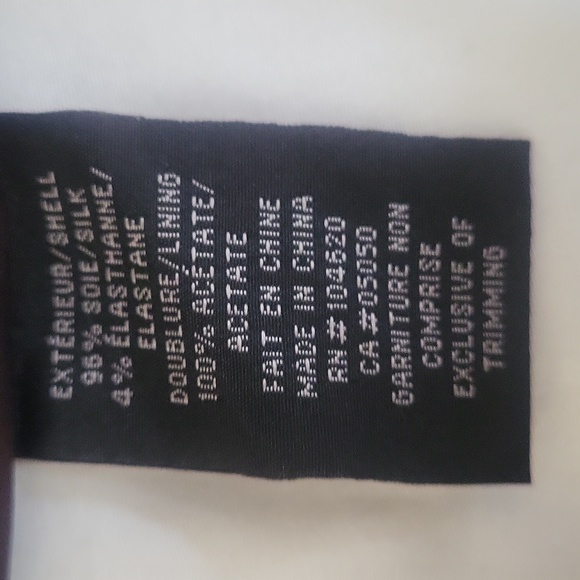 EXTÉRIEUR/SHELL
96% SOIE/SILK
4% ÉLASTHANNE/
ELASTANE
DOUBLURE/LINING
100% ACÉTATE/
ACETATE
FAIT EN CHINE
MADE IN CHINA
RN#104620
CA#05050
GARNITURE NON
COMPRISE
EXCLUSIVE OF
TRIMMING